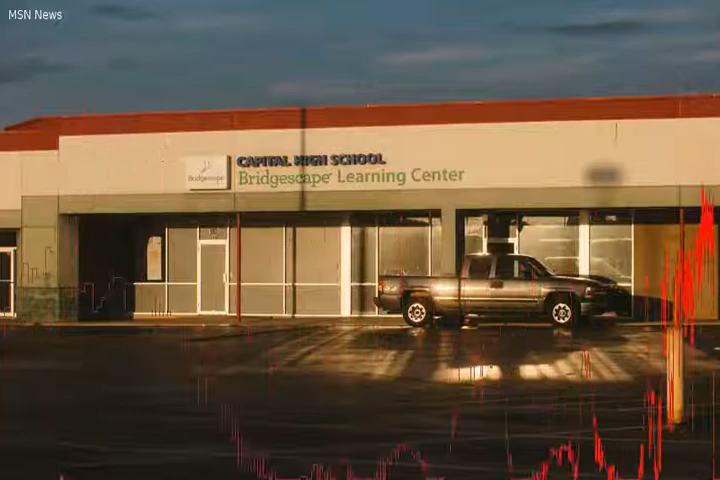 MSN News
CAPITAL HIGH SCHOOL
Bridgescape
Bridgescape Learning Center